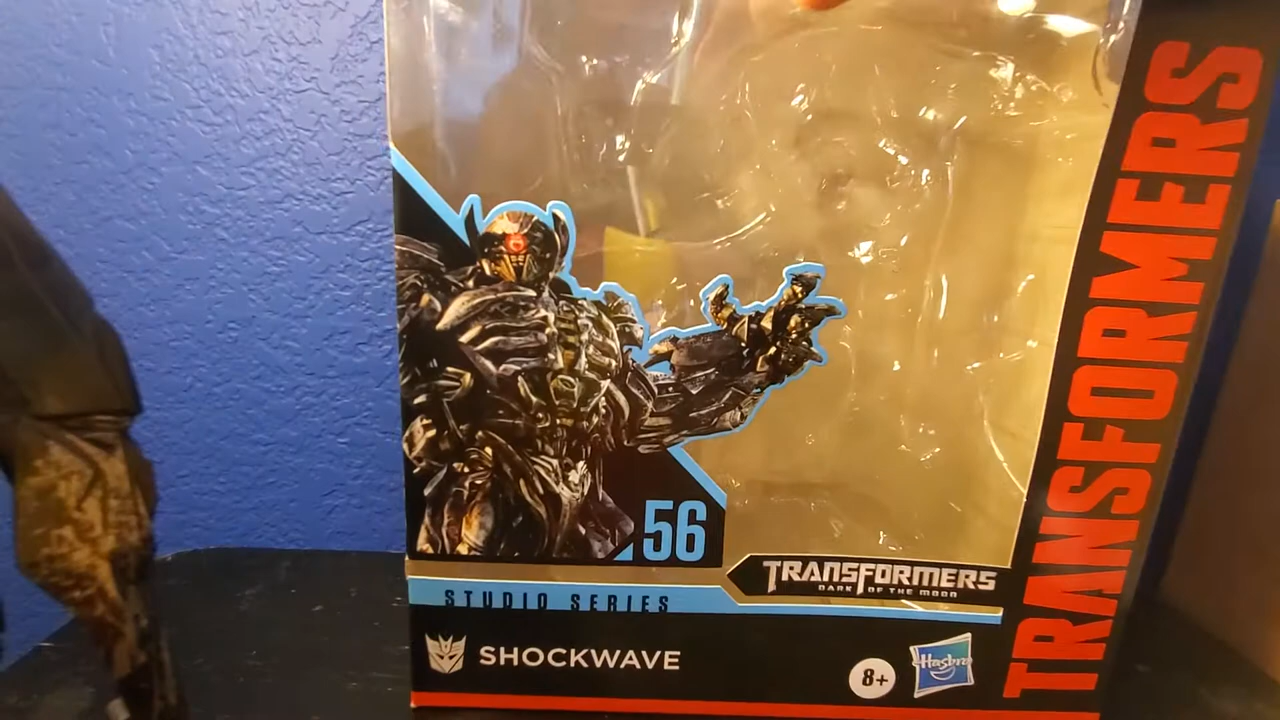 TRANSFORMERS
56
TRANSFORMERS
DARK OF THE MOON
STUDIO SERIES
SHOCKWAVE
8+
Hasbro